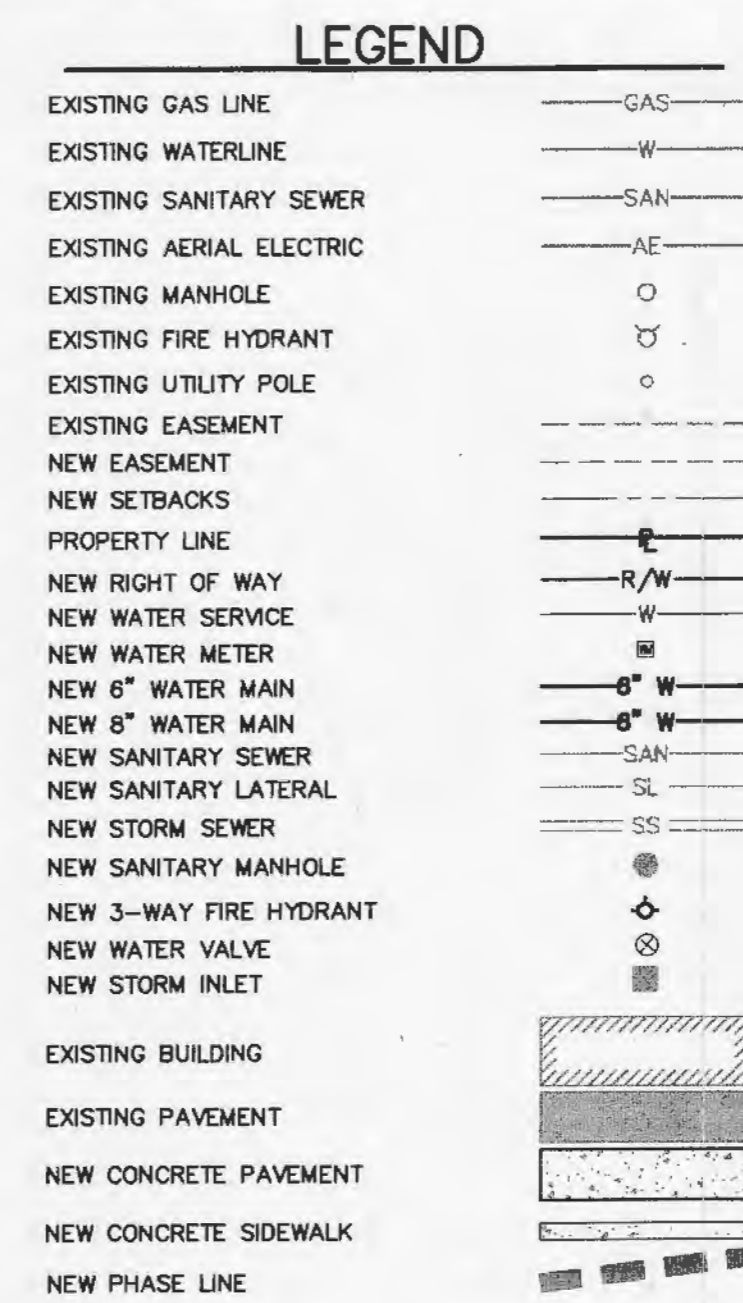 LEGEND
EXISTING GAS LINE GAS
EXISTING WATERLINE W
EXISTING SANITARY SEWER SAN
EXISTING AERIAL ELECTRIC AE
EXISTING MANHOLE
EXISTING FIRE HYDRANT
EXISTING UTILITY POLE
EXISTING EASEMENT
NEW EASEMENT
NEW SETBACKS
PROPERTY LINE PL
NEW RIGHT OF WAY R/W
NEW WATER SERVICE W
NEW WATER METER
NEW 6" WATER MAIN 6" W
NEW 8" WATER MAIN 8" W
NEW SANITARY SEWER SAN
NEW SANITARY LATERAL SL
NEW STORM SEWER SS
NEW SANITARY MANHOLE
NEW 3-WAY FIRE HYDRANT
NEW WATER VALVE
NEW STORM INLET
EXISTING BUILDING
EXISTING PAVEMENT
NEW CONCRETE PAVEMENT
NEW CONCRETE SIDEWALK
NEW PHASE LINE